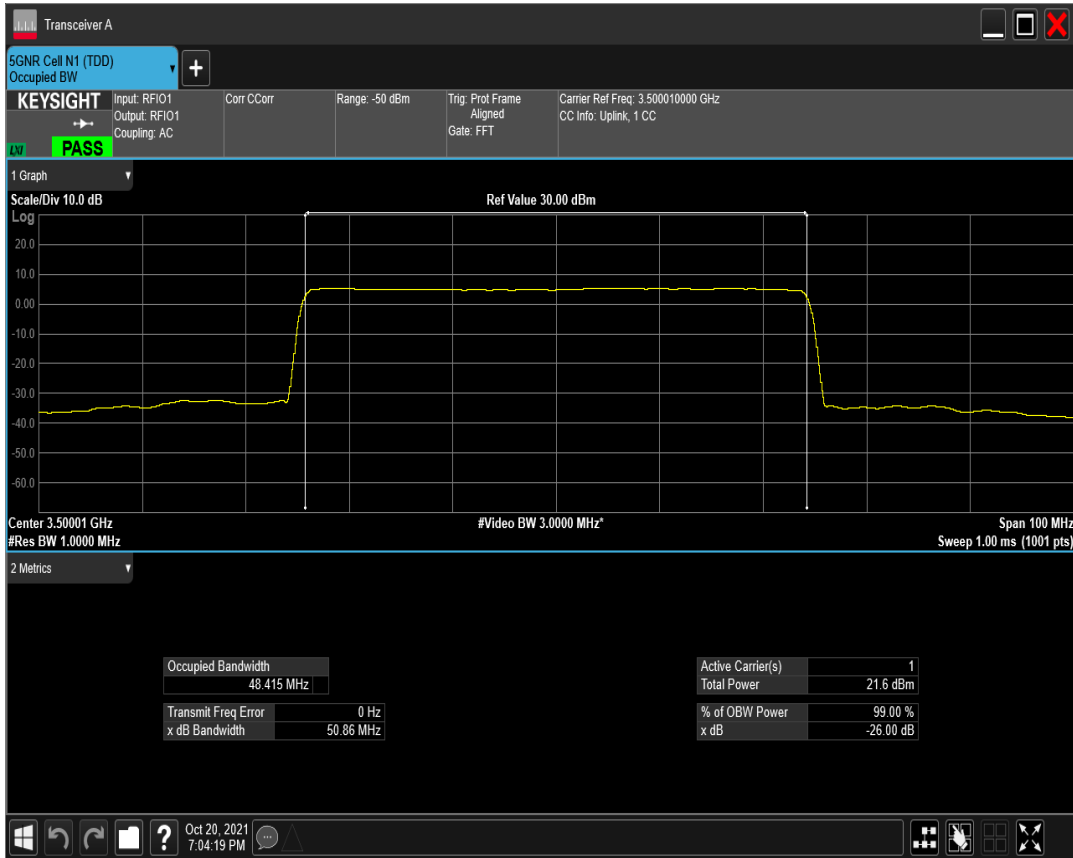 Transceiver A
5GNR Cell N1 (TDD)
Occupied BW
+
KEYSIGHT
LXI
PASS
Input: RFIO1
Output: RFIO1
Coupling: AC
Corr CCorr
Range: -50 dBm
Trig: Prot Frame
Aligned
Gate: FFT
Carrier Ref Freq: 3.500010000 GHz
CC Info: Uplink, 1 CC
1 Graph
Scale/Div 10.0 dB
Ref Value 30.00 dBm
Log
20.0
10.0
0.00
-10.0
-20.0
-30.0
-40.0
-50.0
-60.0
Center 3.50001 GHz
#Video BW 3.0000 MHz*
Span 100 MHz
#Res BW 1.0000 MHz
Sweep 1.00 ms (1001 pts)
2 Metrics
Occupied Bandwidth
48.415 MHz
Transmit Freq Error 0 Hz
x dB Bandwidth 50.86 MHz
Active Carrier(s) 1
Total Power 21.6 dBm
% of OBW Power 99.00 %
x dB -26.00 dB
?
Oct 20, 2021
7:04:19 PM